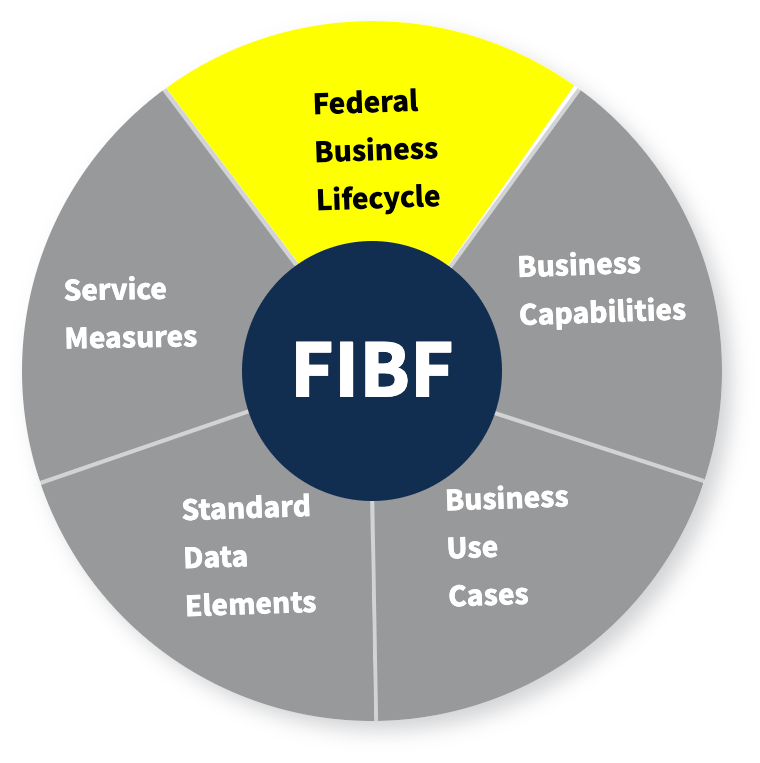 Federal
Business
Lifecycle
Business
Capabilities
Service
Measures
FIBF
Business
Use
Cases
Standard
Data
Elements